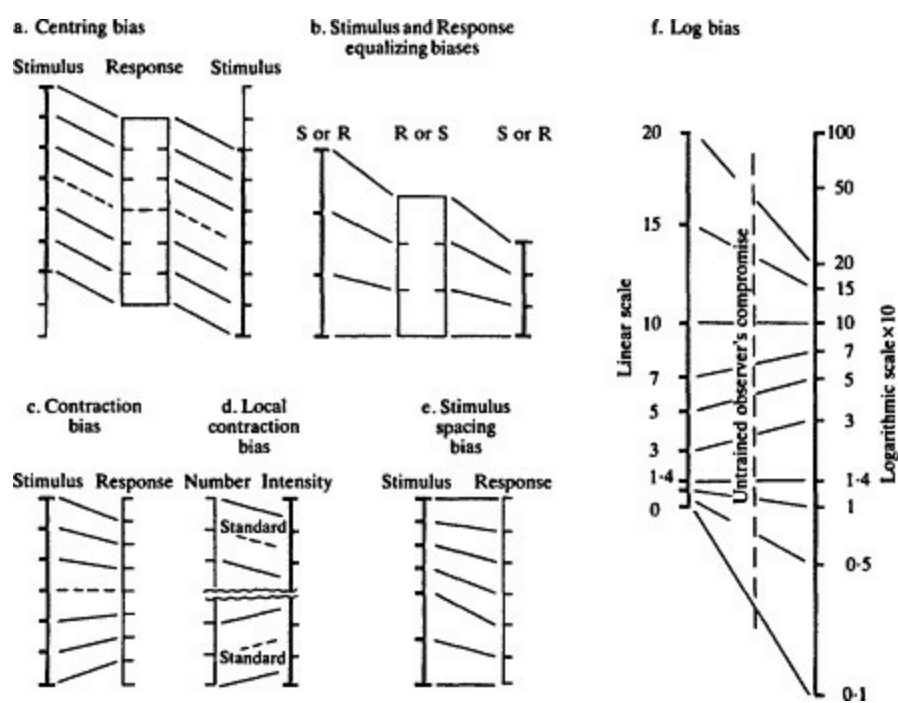 a. Centring bias
Stimulus Response Stimulus
b. Stimulus and Response
equalizing biases
S or R R or S S or R
c. Contraction
bias
Stimulus Response
d. Local
contraction
bias
Number Intensity
Standard
Standard
e. Stimulus
spacing
bias
Stimulus Response
f. Log bias
Linear scale
20
15
10
7
5
3
1·4
0
Untrained observer's compromise
100
50
20
15
10
7
5
3
1·4
1
0·5
0·1
Logarithmic scale×10